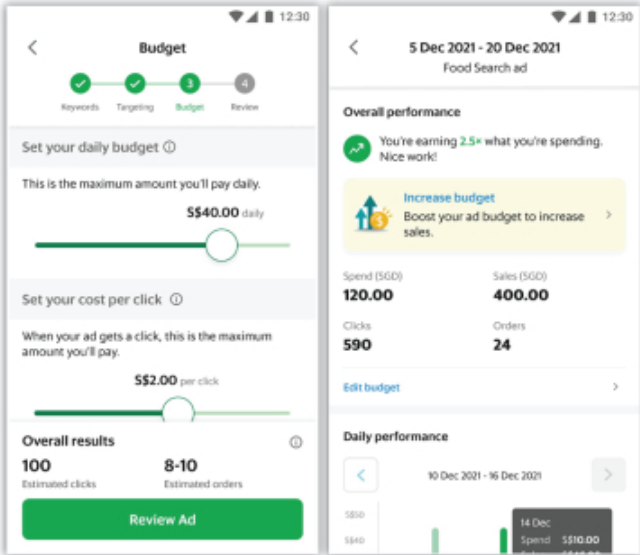 12:30
Budget
3
4
Keywords Targeting Budget Review
Set your daily budget
This is the maximum amount you'll pay daily.
S$40.00 daily
Set your cost per click
When your ad gets a click, this is the maximum
amount you'll pay.
S$2.00 per click
Overall results
100 8-10
Estimated clicks Estimated orders
Review Ad
12:30
5 Dec 2021 - 20 Dec 2021
Food Search ad
Overall performance
You're earning 2.5× what you're spending.
Nice work!
Increase budget
Boost your ad budget to increase
sales.
Spend (SGD) Sales (SGD)
120.00 400.00
Clicks Orders
590 24
Edit budget
Daily performance
10 Dec 2021 - 16 Dec 2021
S$50
14 Dec
S$40
Spend S$10.00